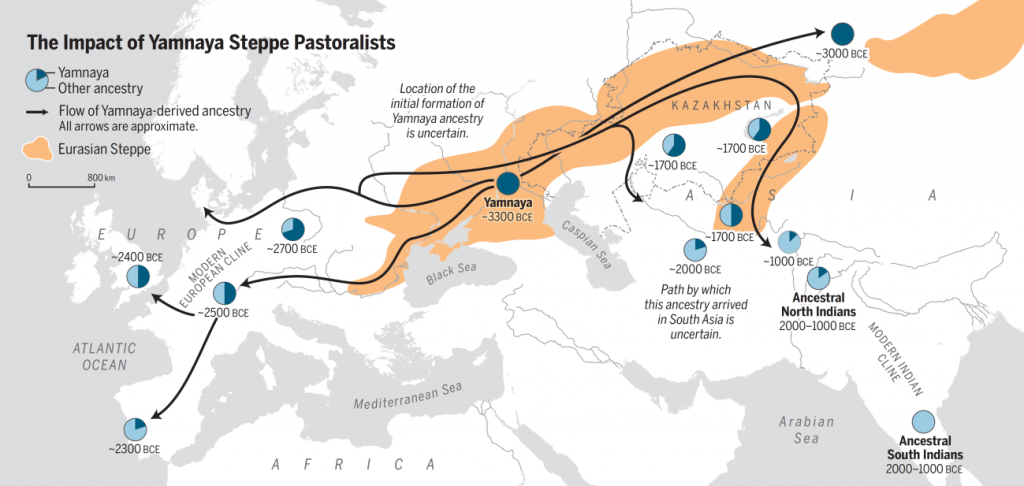 The Impact of Yamnaya Steppe Pastoralists
Yamnaya
Other ancestry
Flow of Yamnaya-derived ancestry
All arrows are approximate.
Eurasian Steppe
0
800 km
Location of the
initial formation of
Yamnaya ancestry
is uncertain.
~3000 BCE
KAZAKHSTAN
~1700 BCE
~1700 BCE
Yamnaya
~3300 BCE
ASIA
EUROPE
~2700 BCE
~2400 BCE
MODERN
EUROPEAN CLINE
~2500 BCE
Black Sea
Caspian Sea
~1700 BCE
~2000 BCE
~1000 BCE
Path by which
this ancestry arrived
in South Asia is
uncertain.
Ancestral
North Indians
2000–1000 BCE
MODERN INDIAN
CLINE
ATLANTIC
OCEAN
Mediterranean Sea
~2300 BCE
Arabian
Sea
Ancestral
South Indians
2000–1000 BCE
AFRICA